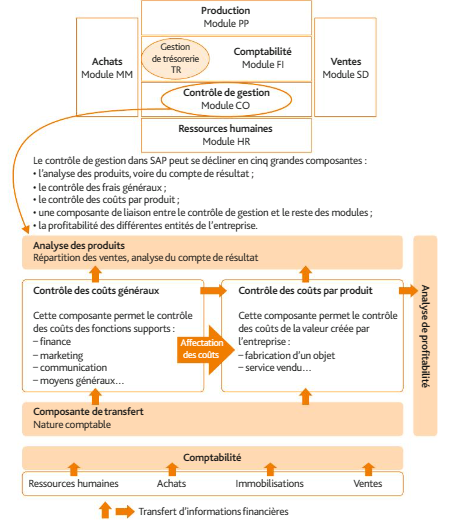 Production
Module PP
Achats
Module MM
Gestion
de trésorerie
TR
Comptabilité
Module FI
Ventes
Module SD
Contrôle de gestion
Module CO
Ressources humaines
Module HR
Le contrôle de gestion dans SAP peut se décliner en cinq grandes composantes :
• l'analyse des produits, voire du compte de résultat ;
• le contrôle des frais généraux ;
• le contrôle des coûts par produit ;
• une composante de liaison entre le contrôle de gestion et le reste des modules ;
• la profitabilité des différentes entités de l'entreprise.
Analyse des produits
Répartition des ventes, analyse du compte de résultat
Contrôle des coûts généraux
Cette composante permet le contrôle
des coûts des fonctions supports :
– finance
– marketing
– communication
– moyens généraux…
Affectation
des coûts
Contrôle des coûts par produit
Cette composante permet le contrôle
des coûts de la valeur créée par
l'entreprise :
– fabrication d'un objet
– service vendu…
Analyse de profitabilité
Composante de transfert
Nature comptable
Comptabilité
Ressources humaines
Achats
Immobilisations
Ventes
Transfert d'informations financières